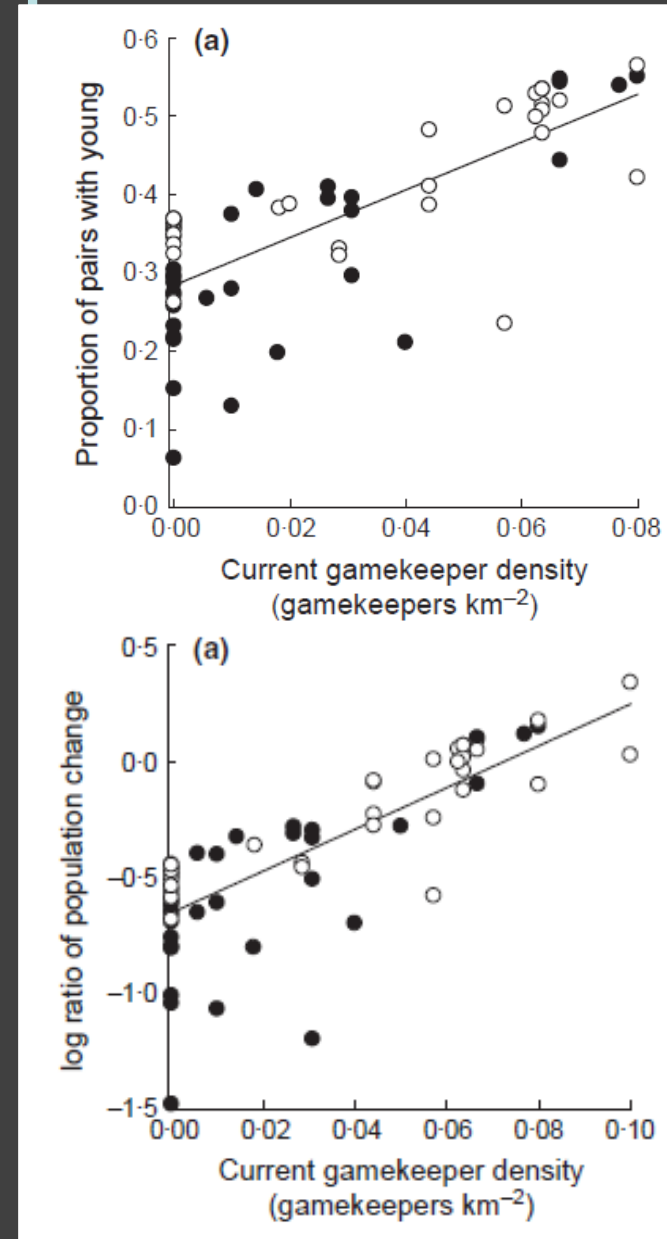 (a)
Proportion of pairs with young
0·6
0·5
0·4
0·3
0·2
0·1
0·0
0·00 0·02 0·04 0·06 0·08
Current gamekeeper density
(gamekeepers km⁻²)
(a)
log ratio of population change
0·5
0·0
–0·5
–1·0
–1·5
0·00 0·02 0·04 0·06 0·08 0·10
Current gamekeeper density
(gamekeepers km⁻²)